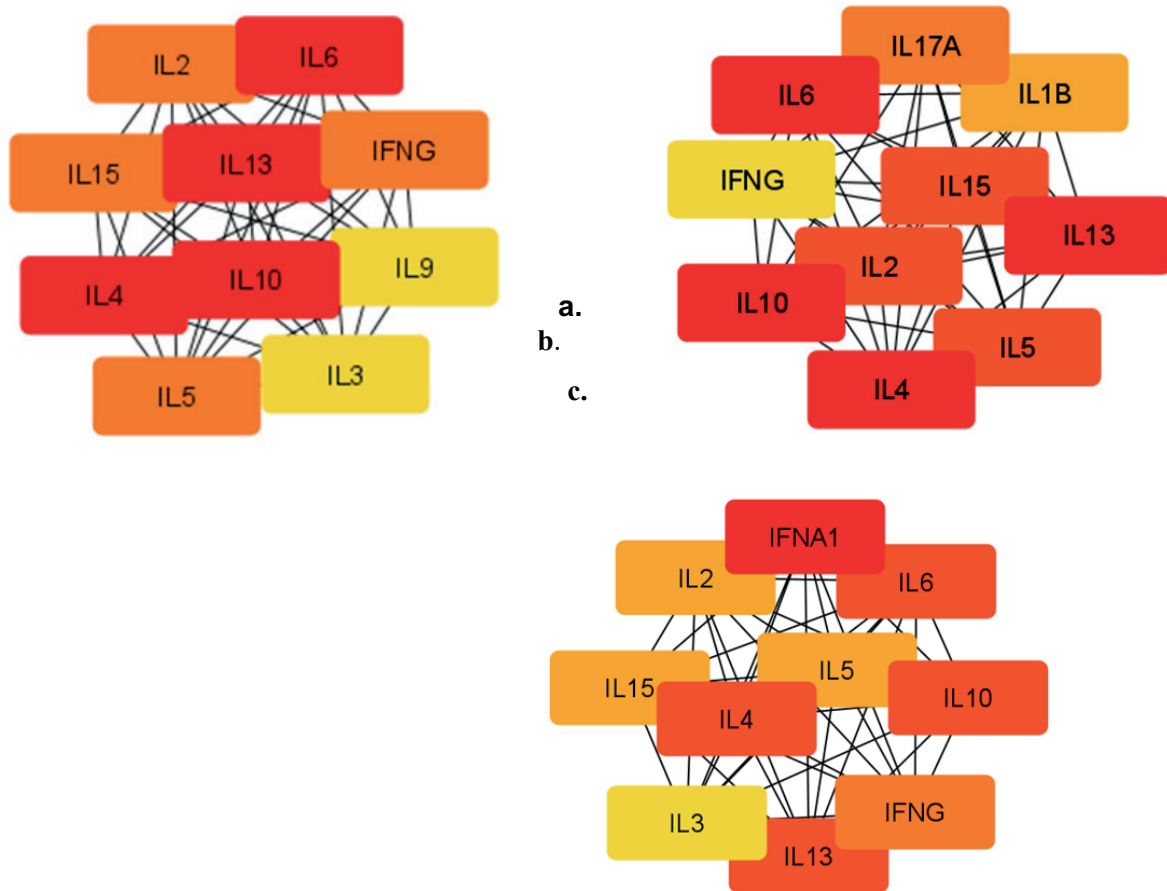 IL2
IL6
IL15
IL13
IFNG
IL4
IL10
IL9
IL5
IL3
a.
b.
c.
IL17A
IL6
IL1B
IFNG
IL15
IL13
IL2
IL10
IL5
IL4
IFNA1
IL2
IL6
IL15
IL5
IL4
IL10
IL3
IFNG
IL13